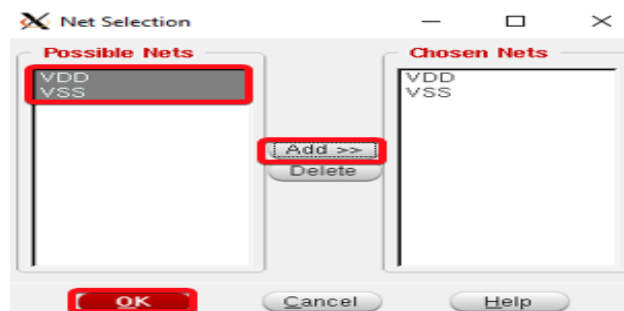 Net Selection
Possible Nets
Chosen Nets
VDD
VSS
VDD
VSS
Add >>
Delete
OK
Cancel
Help